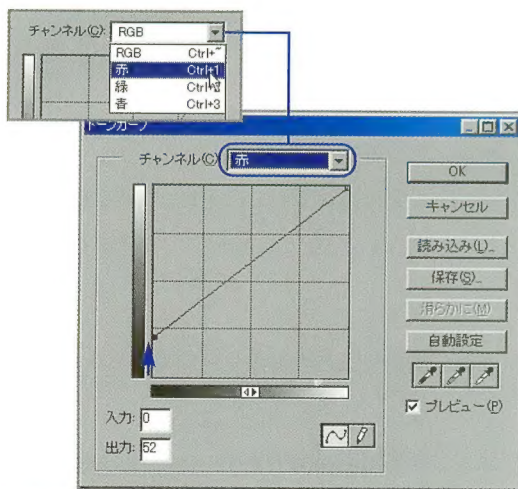 チャンネル(C): RGB
RGB Ctrl+~
赤 Ctrl+1
緑 Ctrl+2
青 Ctrl+3
トーンカーブ
チャンネル(C): 赤
OK
キャンセル
読み込み(L)...
保存(S)...
滑らかに(M)
自動設定
プレビュー(P)
入力: 0
出力: 52